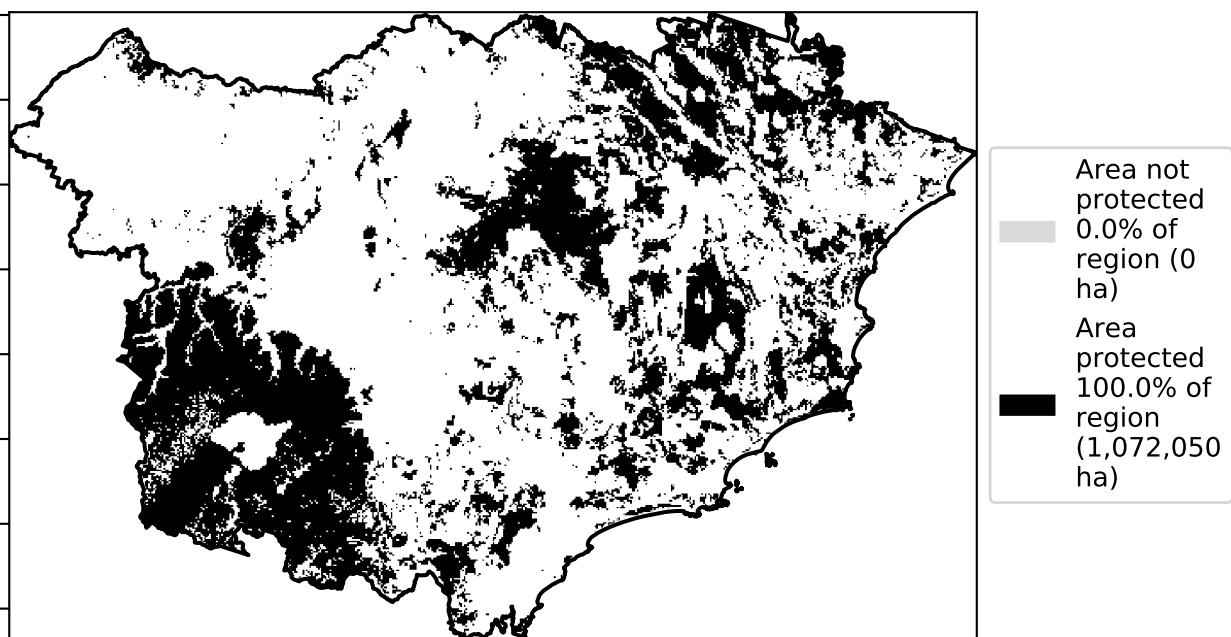 Area not
protected
0.0% of
region (0
ha)
Area
protected
100.0% of
region
(1,072,050
ha)